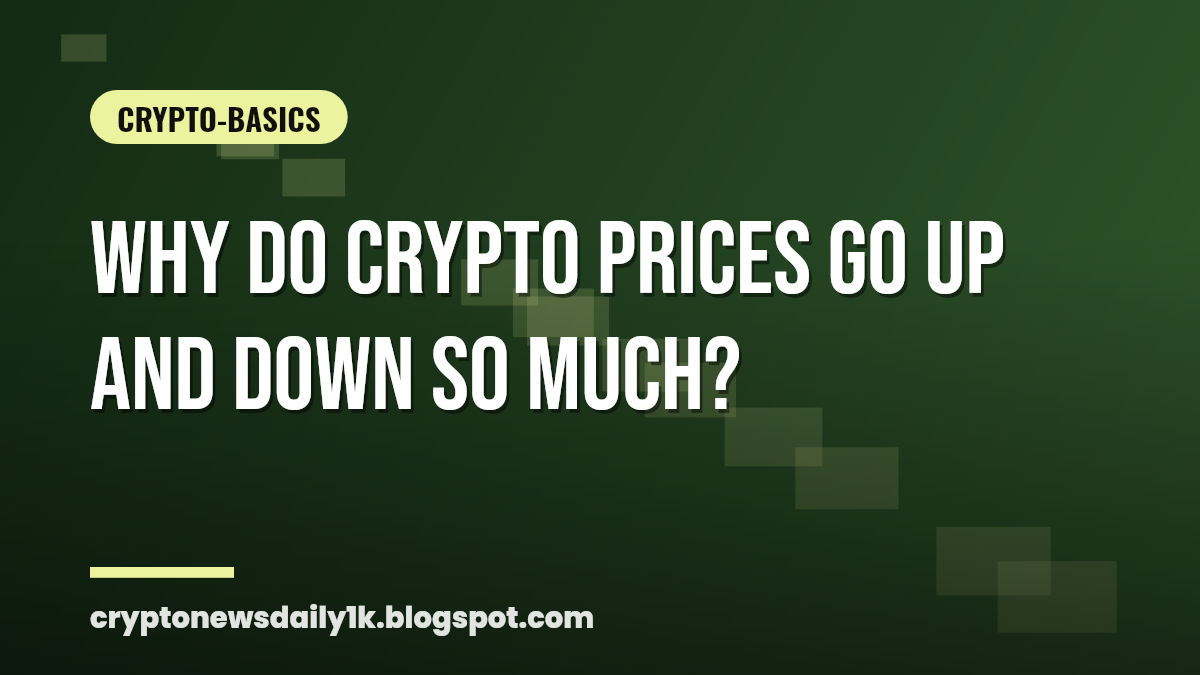 CRYPTO-BASICS
WHY DO CRYPTO PRICES GO UP
AND DOWN SO MUCH?
cryptonewsdaily1k.blogspot.com